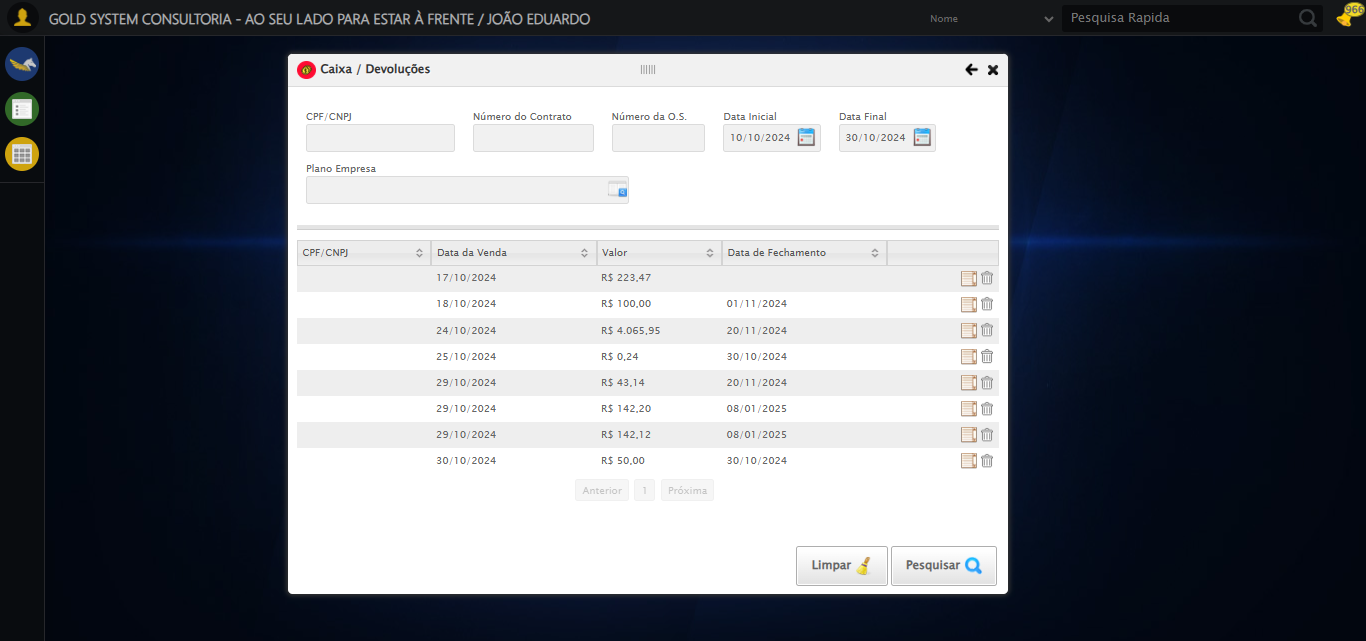 GOLD SYSTEM CONSULTORIA - AO SEU LADO PARA ESTAR À FRENTE / JOÃO EDUARDO
Nome
Pesquisa Rapida
966
Caixa / Devoluções
CPF/CNPJ Número do Contrato Número da O.S. Data Inicial Data Final
10/10/2024 30/10/2024
Plano Empresa
CPF/CNPJ Data da Venda Valor Data de Fechamento
17/10/2024 R$ 223,47
18/10/2024 R$ 100,00 01/11/2024
24/10/2024 R$ 4.065,95 20/11/2024
25/10/2024 R$ 0,24 30/10/2024
29/10/2024 R$ 43,14 20/11/2024
29/10/2024 R$ 142,20 08/01/2025
29/10/2024 R$ 142,12 08/01/2025
30/10/2024 R$ 50,00 30/10/2024
Anterior 1 Próxima
Limpar Pesquisar